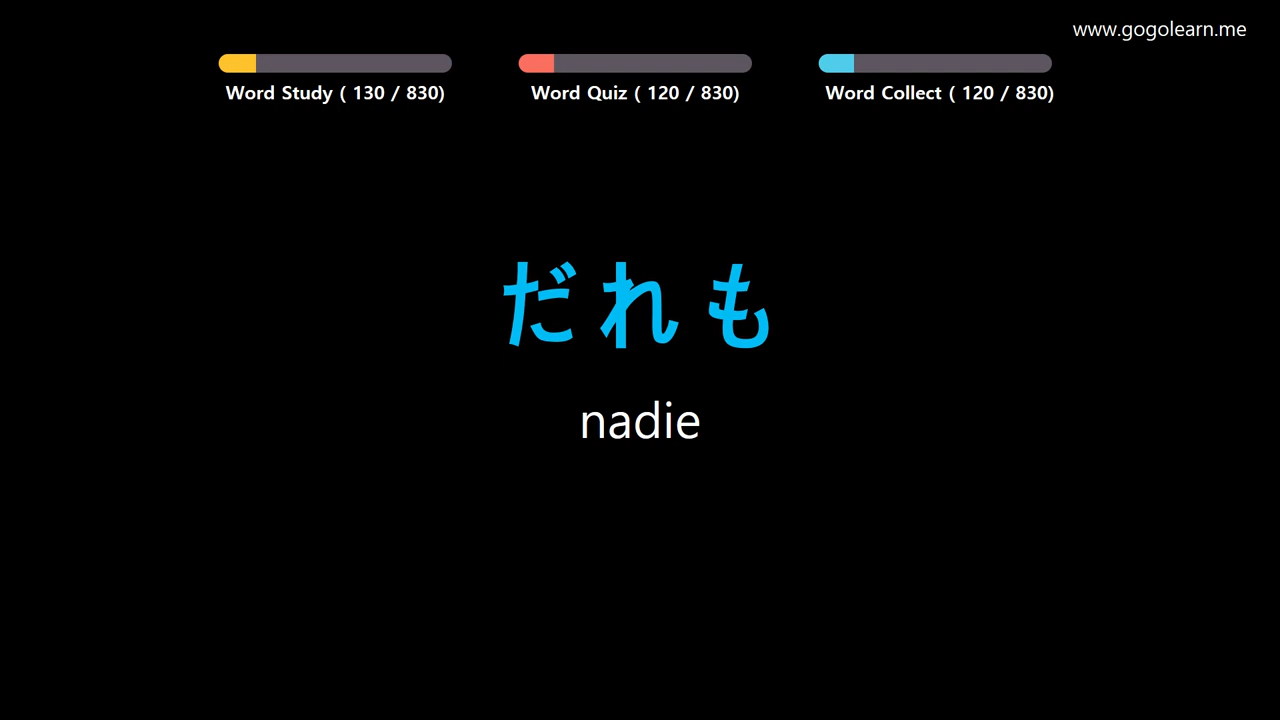 www.gogolearn.me
Word Study ( 130 / 830)
Word Quiz ( 120 / 830)
Word Collect ( 120 / 830)
だれも
nadie